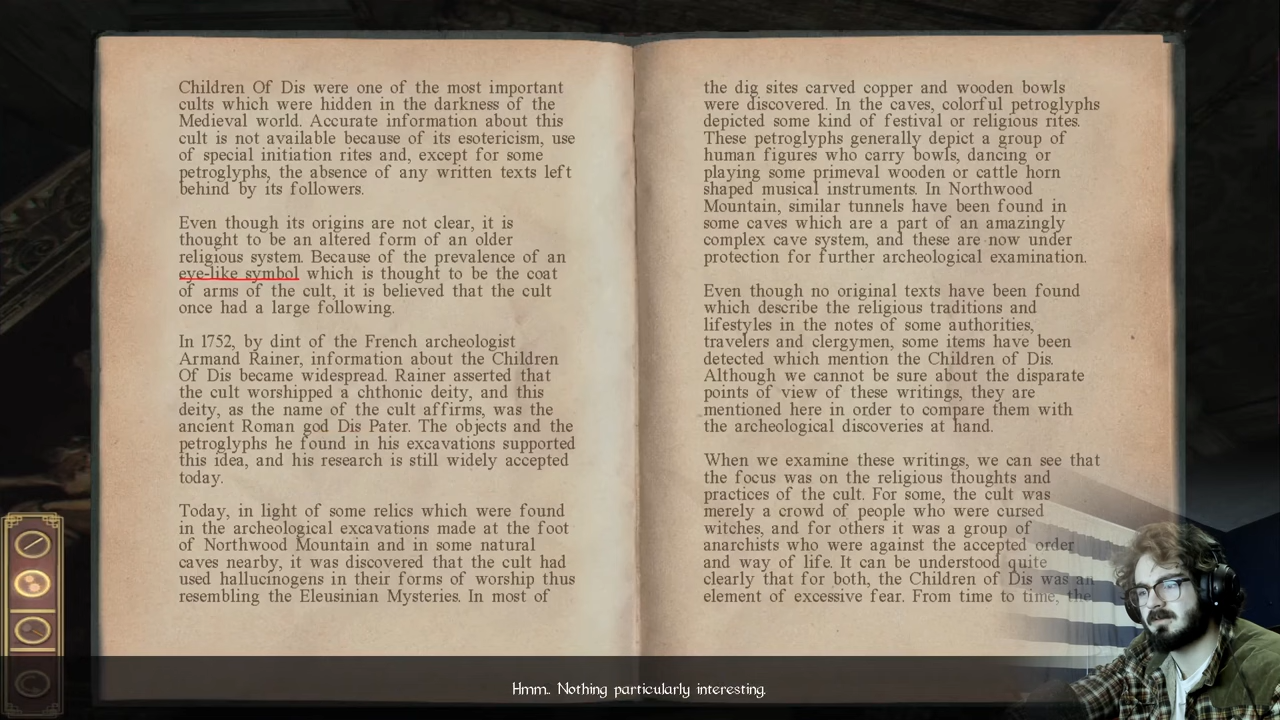 Children Of Dis were one of the most important
cults which were hidden in the darkness of the
Medieval world. Accurate information about this
cult is not available because of its esotericism, use
of special initiation rites and, except for some
petroglyphs, the absence of any written texts left
behind by its followers.
Even though its origins are not clear, it is
thought to be an altered form of an older
religious system. Because of the prevalence of an
eye-like symbol which is thought to be the coat
of arms of the cult, it is believed that the cult
once had a large following.
In 1752, by dint of the French archeologist
Armand Rainer, information about the Children
Of Dis became widespread. Rainer asserted that
the cult worshipped a chthonic deity, and this
deity, as the name of the cult affirms, was the
ancient Roman god Dis Pater. The objects and the
petroglyphs he found in his excavations supported
this idea, and his research is still widely accepted
today.
Today, in light of some relics which were found
in the archeological excavations made at the foot
of Northwood Mountain and in some natural
caves nearby, it was discovered that the cult had
used hallucinogens in their forms of worship thus
resembling the Eleusinian Mysteries. In most of
the dig sites carved copper and wooden bowls
were discovered. In the caves, colorful petroglyphs
depicted some kind of festival or religious rites.
These petroglyphs generally depict a group of
human figures who carry bowls, dancing or
playing some primeval wooden or cattle horn
shaped musical instruments. In Northwood
Mountain, similar tunnels have been found in
some caves which are a part of an amazingly
complex cave system, and these are now under
protection for further archeological examination.
Even though no original texts have been found
which describe the religious traditions and
lifestyles in the notes of some authorities,
travelers and clergymen, some items have been
detected which mention the Children of Dis.
Although we cannot be sure about the disparate
points of view of these writings, they are
mentioned here in order to compare them with
the archeological discoveries at hand.
When we examine these writings, we can see that
the focus was on the religious thoughts and
practices of the cult. For some, the cult was
merely a crowd of people who were cursed
witches, and for others it was a group of
anarchists who were against the accepted order
and way of life. It can be understood quite
clearly that for both, the Children of Dis was an
element of excessive fear. From time to time, the
Hmm.. Nothing particularly interesting.